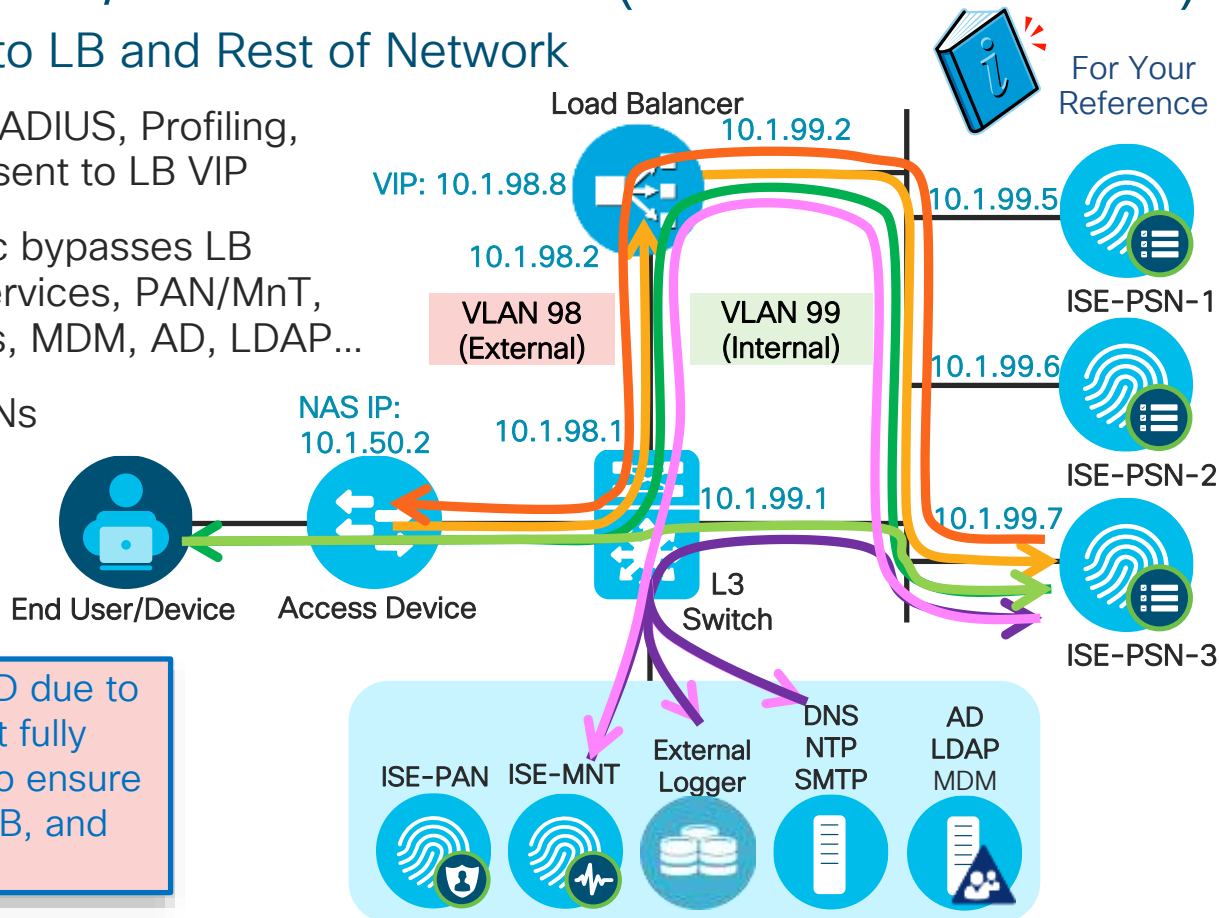 to LB and Rest of Network
For Your
Reference
sent to LB VIP
bypasses LB
PAN/MnT,
MDM, AD, LDAP…
Load Balancer
10.1.99.2
VIP: 10.1.98.8
10.1.98.2
VLAN 98
(External)
VLAN 99
(Internal)
10.1.99.5
ISE-PSN-1
10.1.99.6
ISE-PSN-2
NAS IP:
10.1.50.2
10.1.98.1
10.1.99.1
10.1.99.7
End User/Device
Access Device
L3
Switch
ISE-PSN-3
due to
fully
ensure
and
ISE-PAN
ISE-MNT
External
Logger
DNS
NTP
SMTP
AD
LDAP
MDM